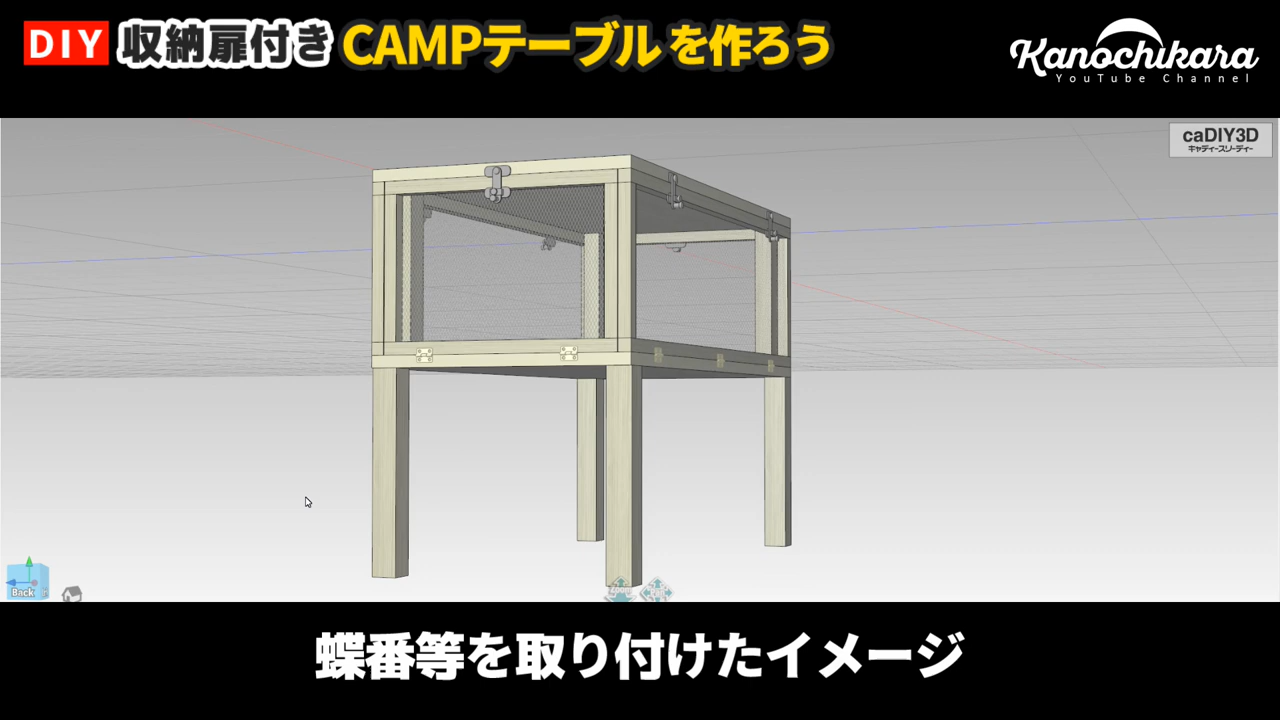 DIY 収納扉付き CAMPテーブル を作ろう
Kanochikara
YouTube Channel
caDIY3D
キャディースリーディー
Back
Zoom
Pan
蝶番等を取り付けたイメージ